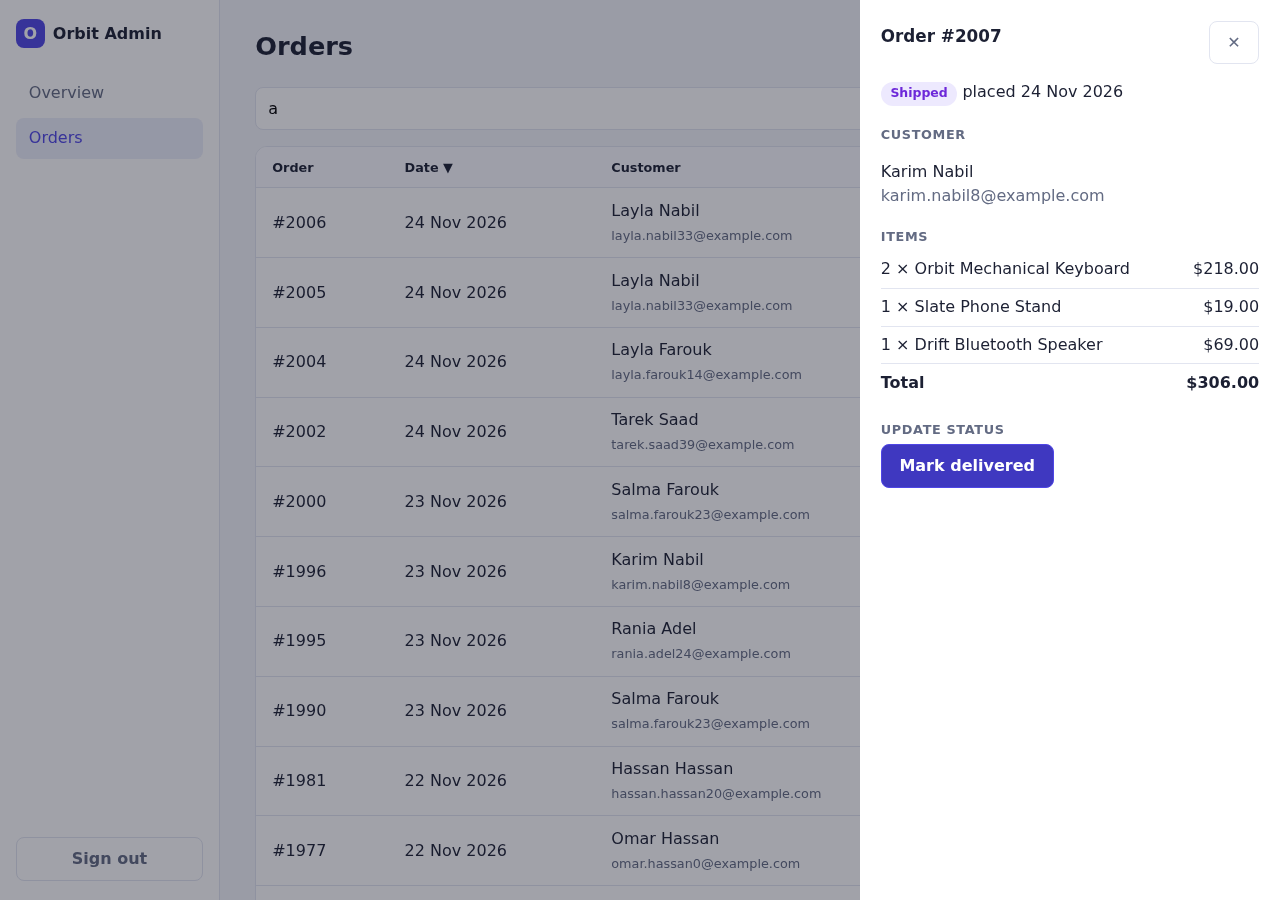 O Orbit Admin
Overview
Orders
Sign out
Orders
a
Order Date ▼ Customer
#2006 24 Nov 2026 Layla Nabil
layla.nabil33@example.com
#2005 24 Nov 2026 Layla Nabil
layla.nabil33@example.com
#2004 24 Nov 2026 Layla Farouk
layla.farouk14@example.com
#2002 24 Nov 2026 Tarek Saad
tarek.saad39@example.com
#2000 23 Nov 2026 Salma Farouk
salma.farouk23@example.com
#1996 23 Nov 2026 Karim Nabil
karim.nabil8@example.com
#1995 23 Nov 2026 Rania Adel
rania.adel24@example.com
#1990 23 Nov 2026 Salma Farouk
salma.farouk23@example.com
#1981 22 Nov 2026 Hassan Hassan
hassan.hassan20@example.com
#1977 22 Nov 2026 Omar Hassan
omar.hassan0@example.com
Order #2007 ×
Shipped placed 24 Nov 2026
CUSTOMER
Karim Nabil
karim.nabil8@example.com
ITEMS
2 × Orbit Mechanical Keyboard $218.00
1 × Slate Phone Stand $19.00
1 × Drift Bluetooth Speaker $69.00
Total $306.00
UPDATE STATUS
Mark delivered